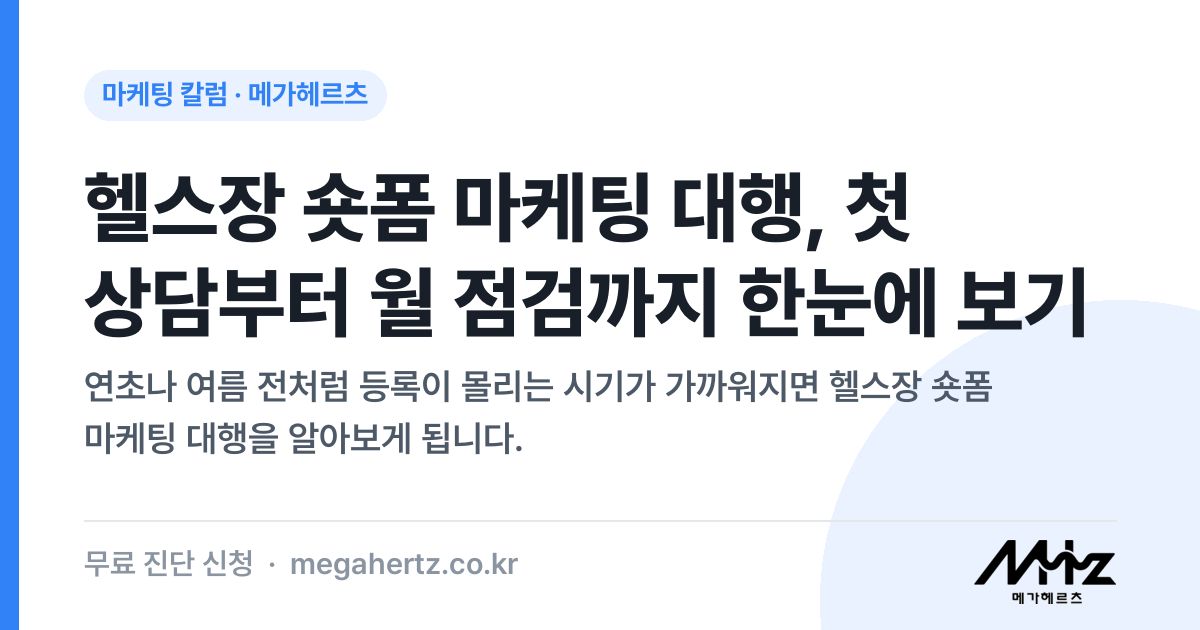 마케팅 칼럼 · 메가헤르츠
헬스장 숏폼 마케팅 대행, 첫
상담부터 월 점검까지 한눈에 보기
연초나 여름 전처럼 등록이 몰리는 시기가 가까워지면 헬스장 숏폼
마케팅 대행을 알아보게 됩니다.
무료 진단 신청 · megahertz.co.kr
MHz
메가헤르츠